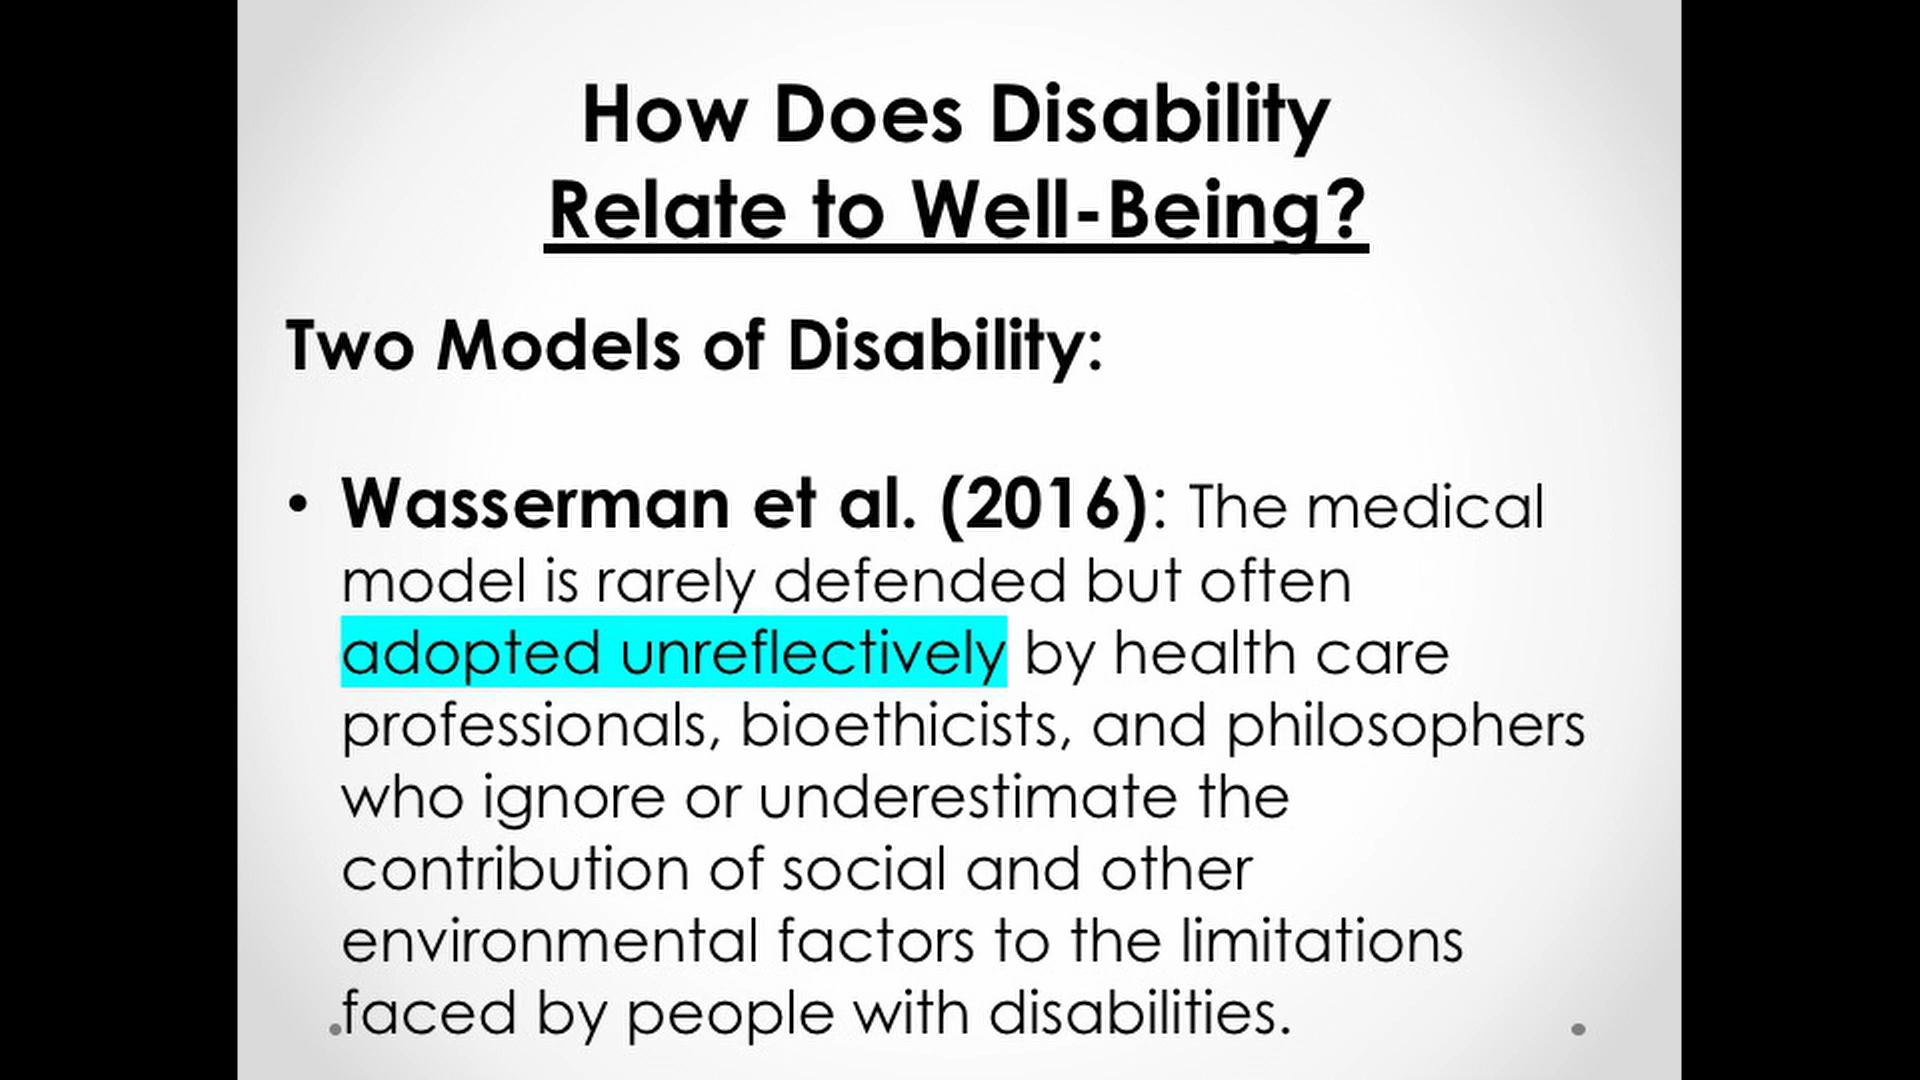 How Does Disability
Relate to Well-Being?
Two Models of Disability:
• Wasserman et al. (2016): The medical
model is rarely defended but often
adopted unreflectively by health care
professionals, bioethicists, and philosophers
who ignore or underestimate the
contribution of social and other
environmental factors to the limitations
faced by people with disabilities.